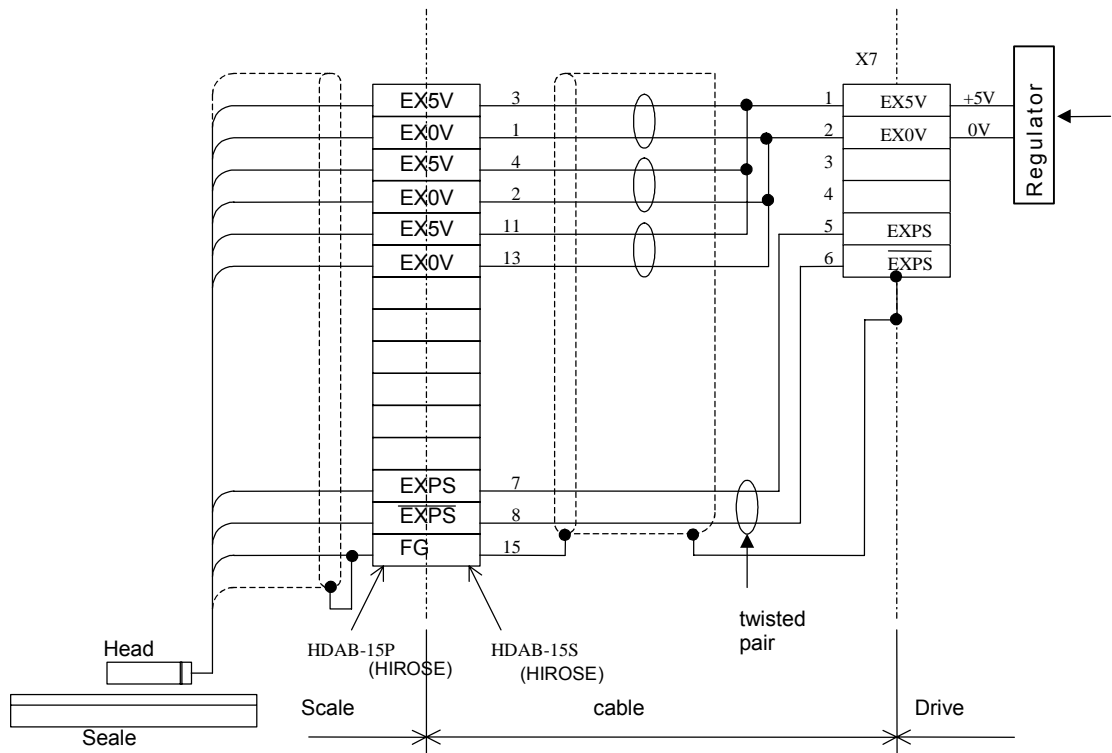 X7
EX5V 3 1 EX5V +5V
EX0V 1 2 EX0V 0V
EX5V 4 3
EX0V 2 4
EX5V 11 5 EXPS
EX0V 13 6 E̅X̅P̅S̅
Regulator
EXPS 7
E̅X̅P̅S̅ 8
FG 15
twisted
pair
HDAB-15P
(HIROSE)
HDAB-15S
(HIROSE)
Head
Seale
Scale
cable
Drive